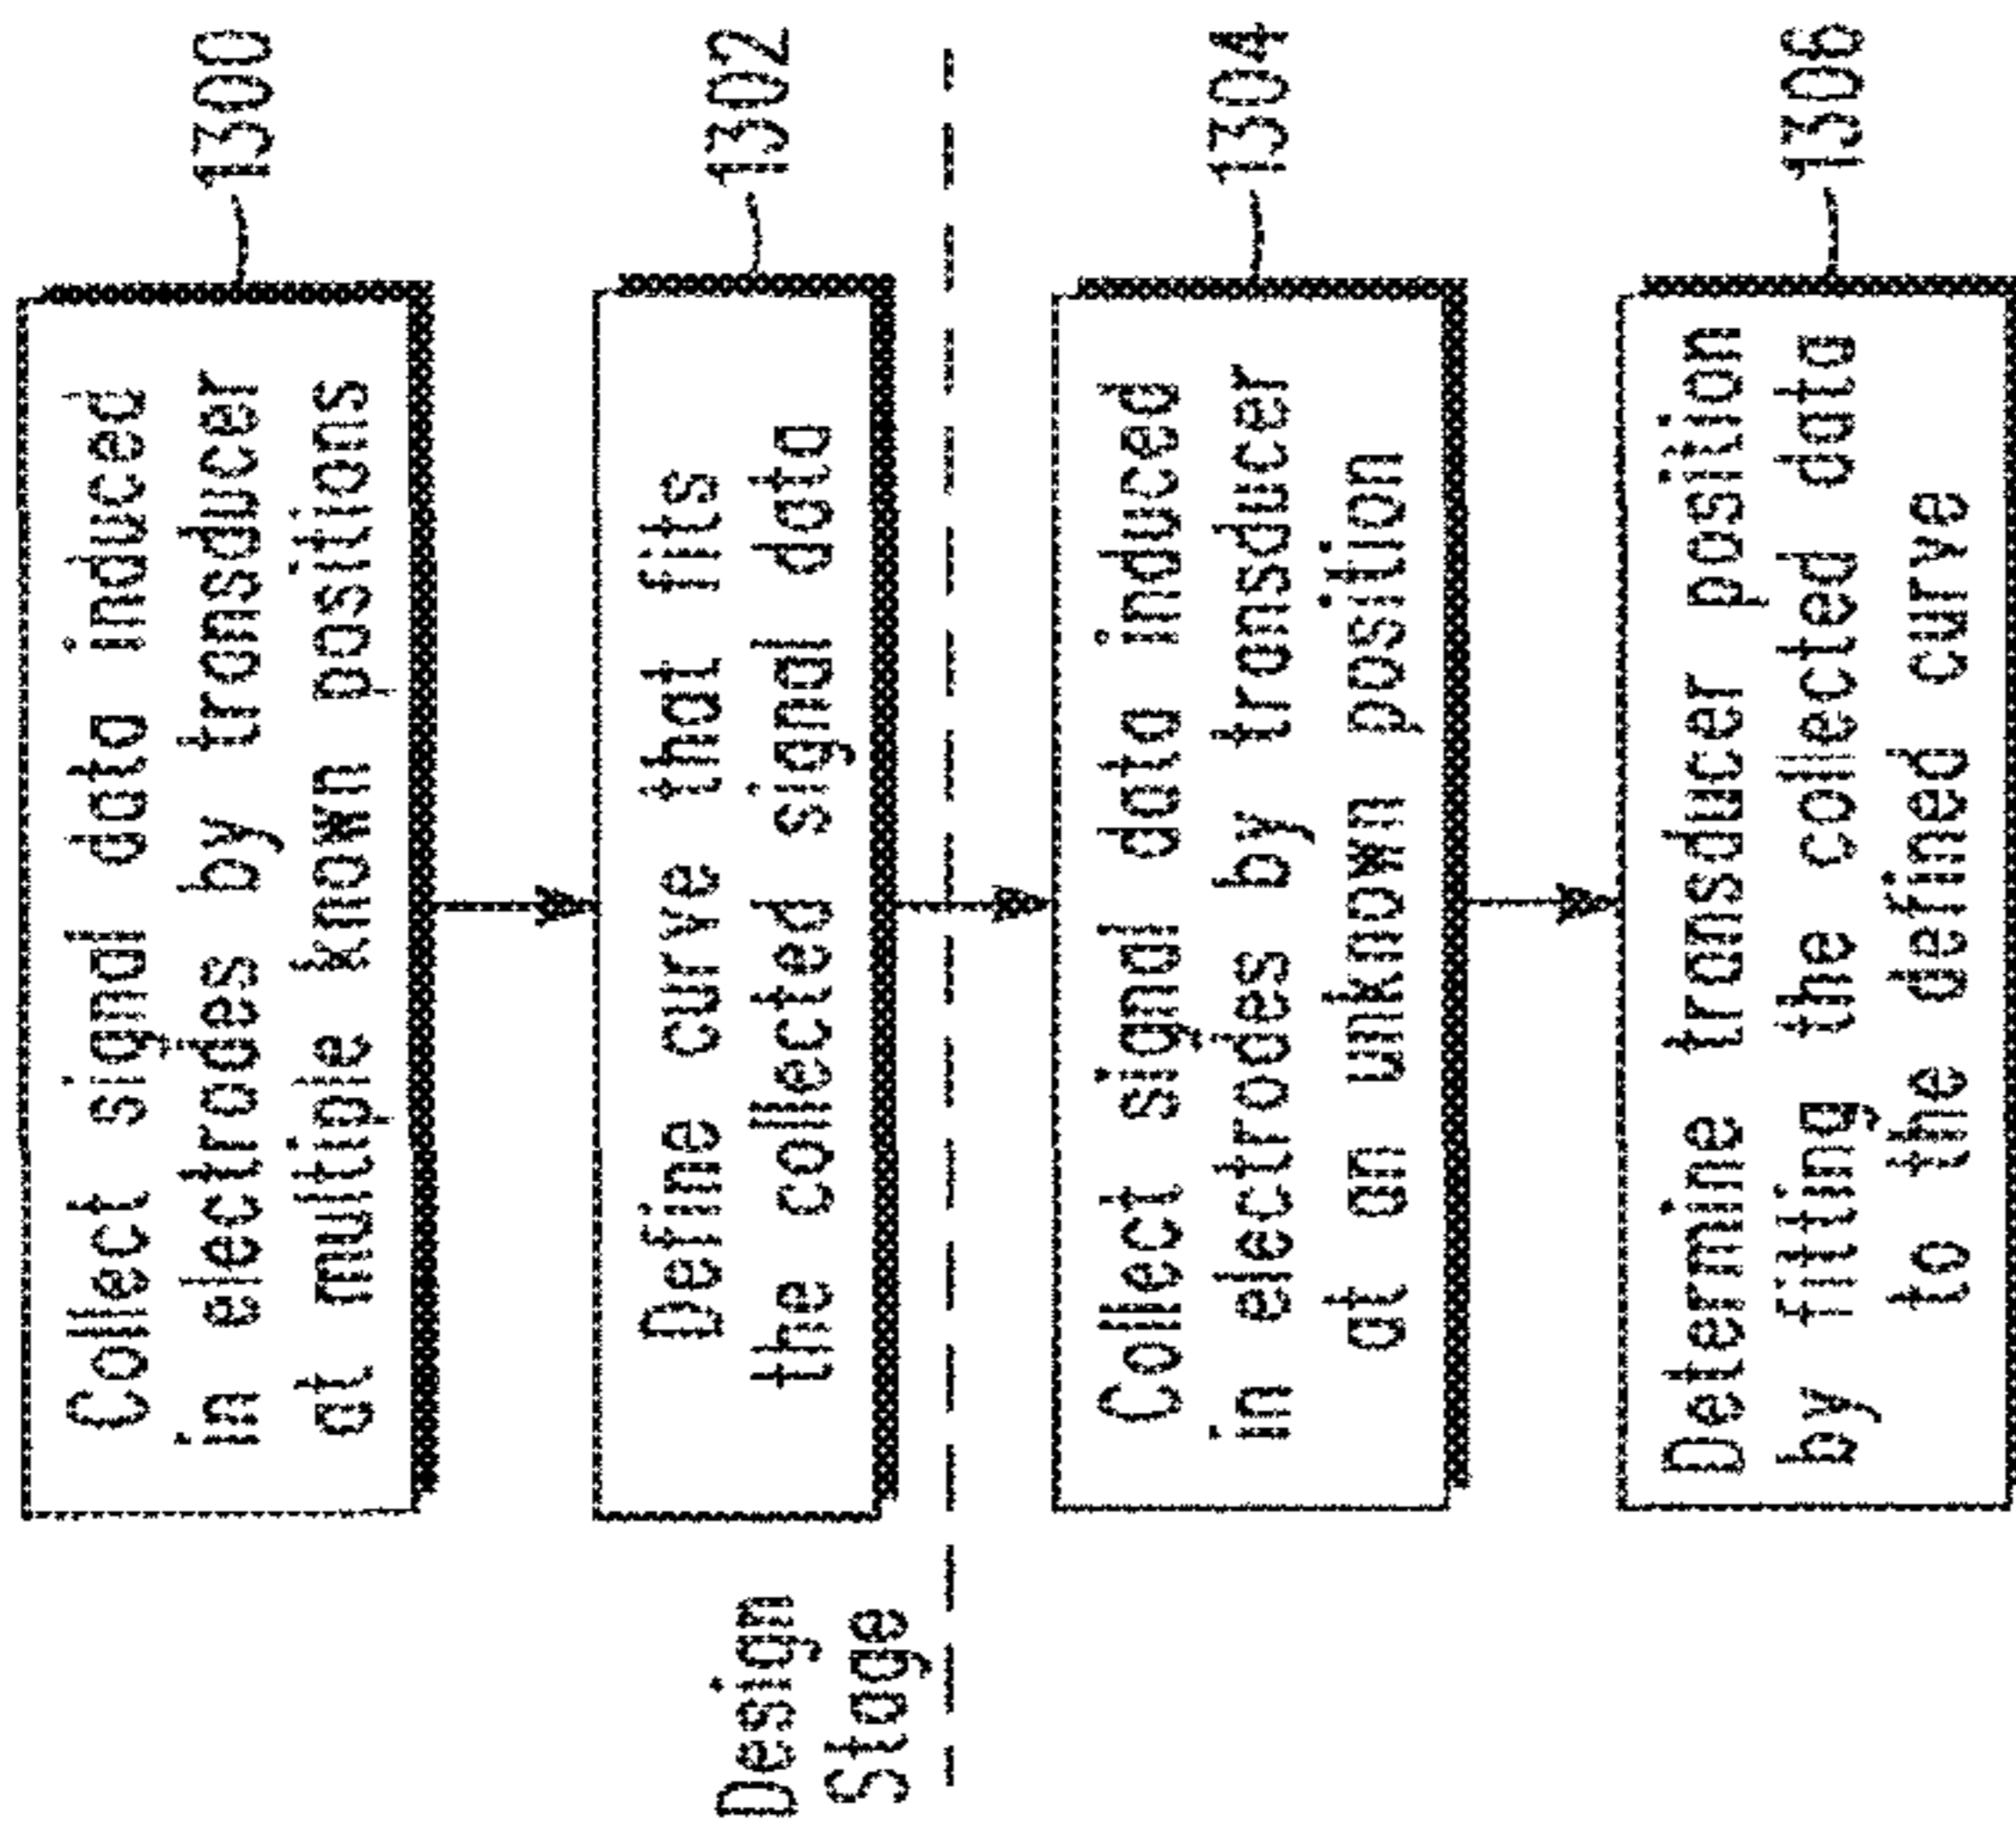 Collect signal data induced
in electrodes by transducer
at multiple known positions
1300
Define curve that fits
the collected signal data
1302
Design
Stage
Collect signal data induced
in electrodes by transducer
at an unknown position
1304
Determine transducer position
by fitting the collected data
to the defined curve
1306